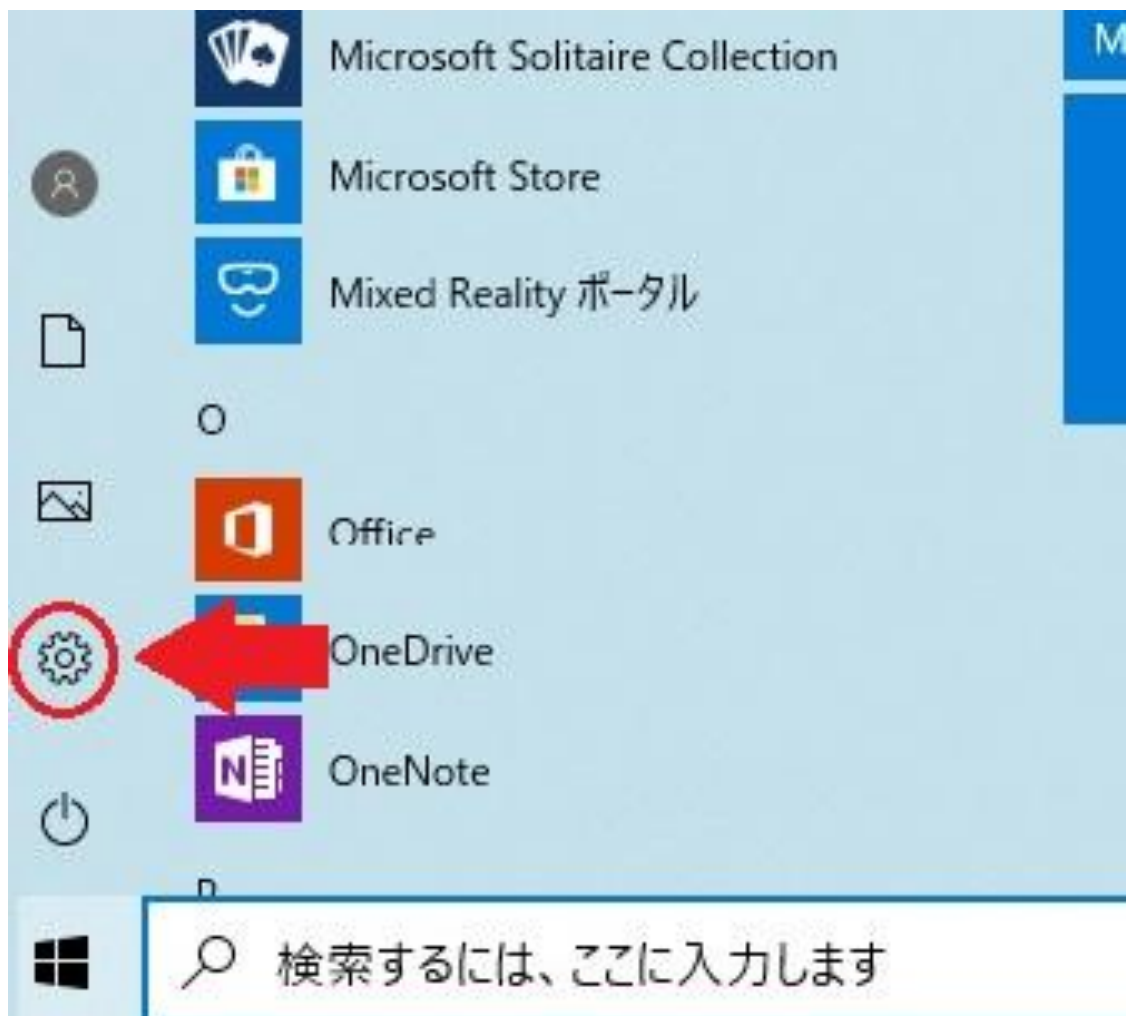 Microsoft Solitaire Collection
M
Microsoft Store
Mixed Reality ポータル
O
Office
OneDrive
OneNote
検索するには、ここに入力します